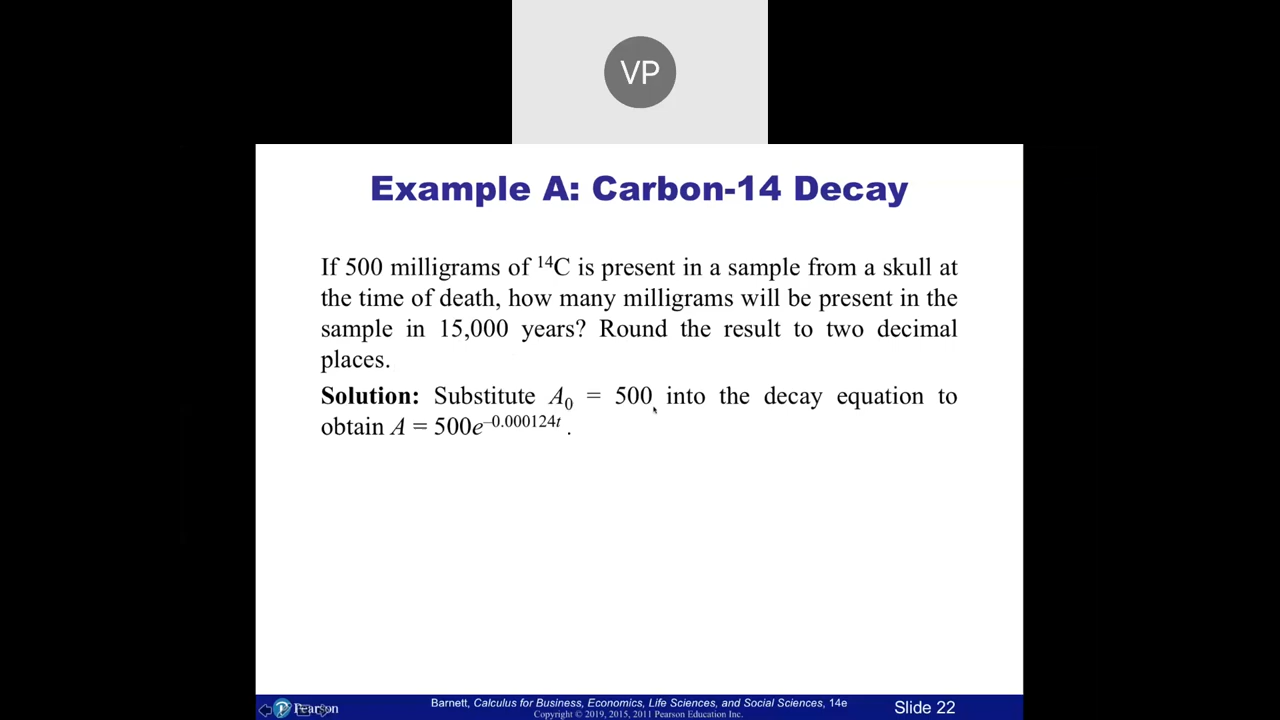 VP
Example A: Carbon-14 Decay
If 500 milligrams of ¹⁴C is present in a sample from a skull at
the time of death, how many milligrams will be present in the
sample in 15,000 years? Round the result to two decimal
places.
Solution: Substitute A₀ = 500 into the decay equation to
obtain A = 500e⁻⁰·⁰⁰⁰¹²⁴ᵗ .
Pearson
Barnett, Calculus for Business, Economics, Life Sciences, and Social Sciences, 14e
Copyright © 2019, 2015, 2011 Pearson Education Inc.
Slide 22